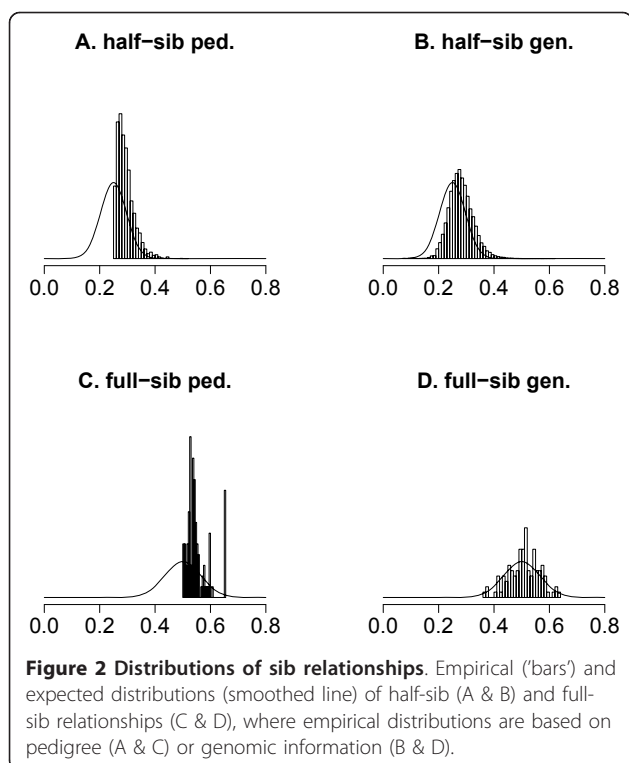 A. half−sib ped.
B. half−sib gen.
0.0 0.2 0.4 0.6 0.8
0.0 0.2 0.4 0.6 0.8
C. full−sib ped.
D. full−sib gen.
0.0 0.2 0.4 0.6 0.8
0.0 0.2 0.4 0.6 0.8
Figure 2 Distributions of sib relationships. Empirical ('bars') and
expected distributions (smoothed line) of half-sib (A & B) and full-
sib relationships (C & D), where empirical distributions are based on
pedigree (A & C) or genomic information (B & D).